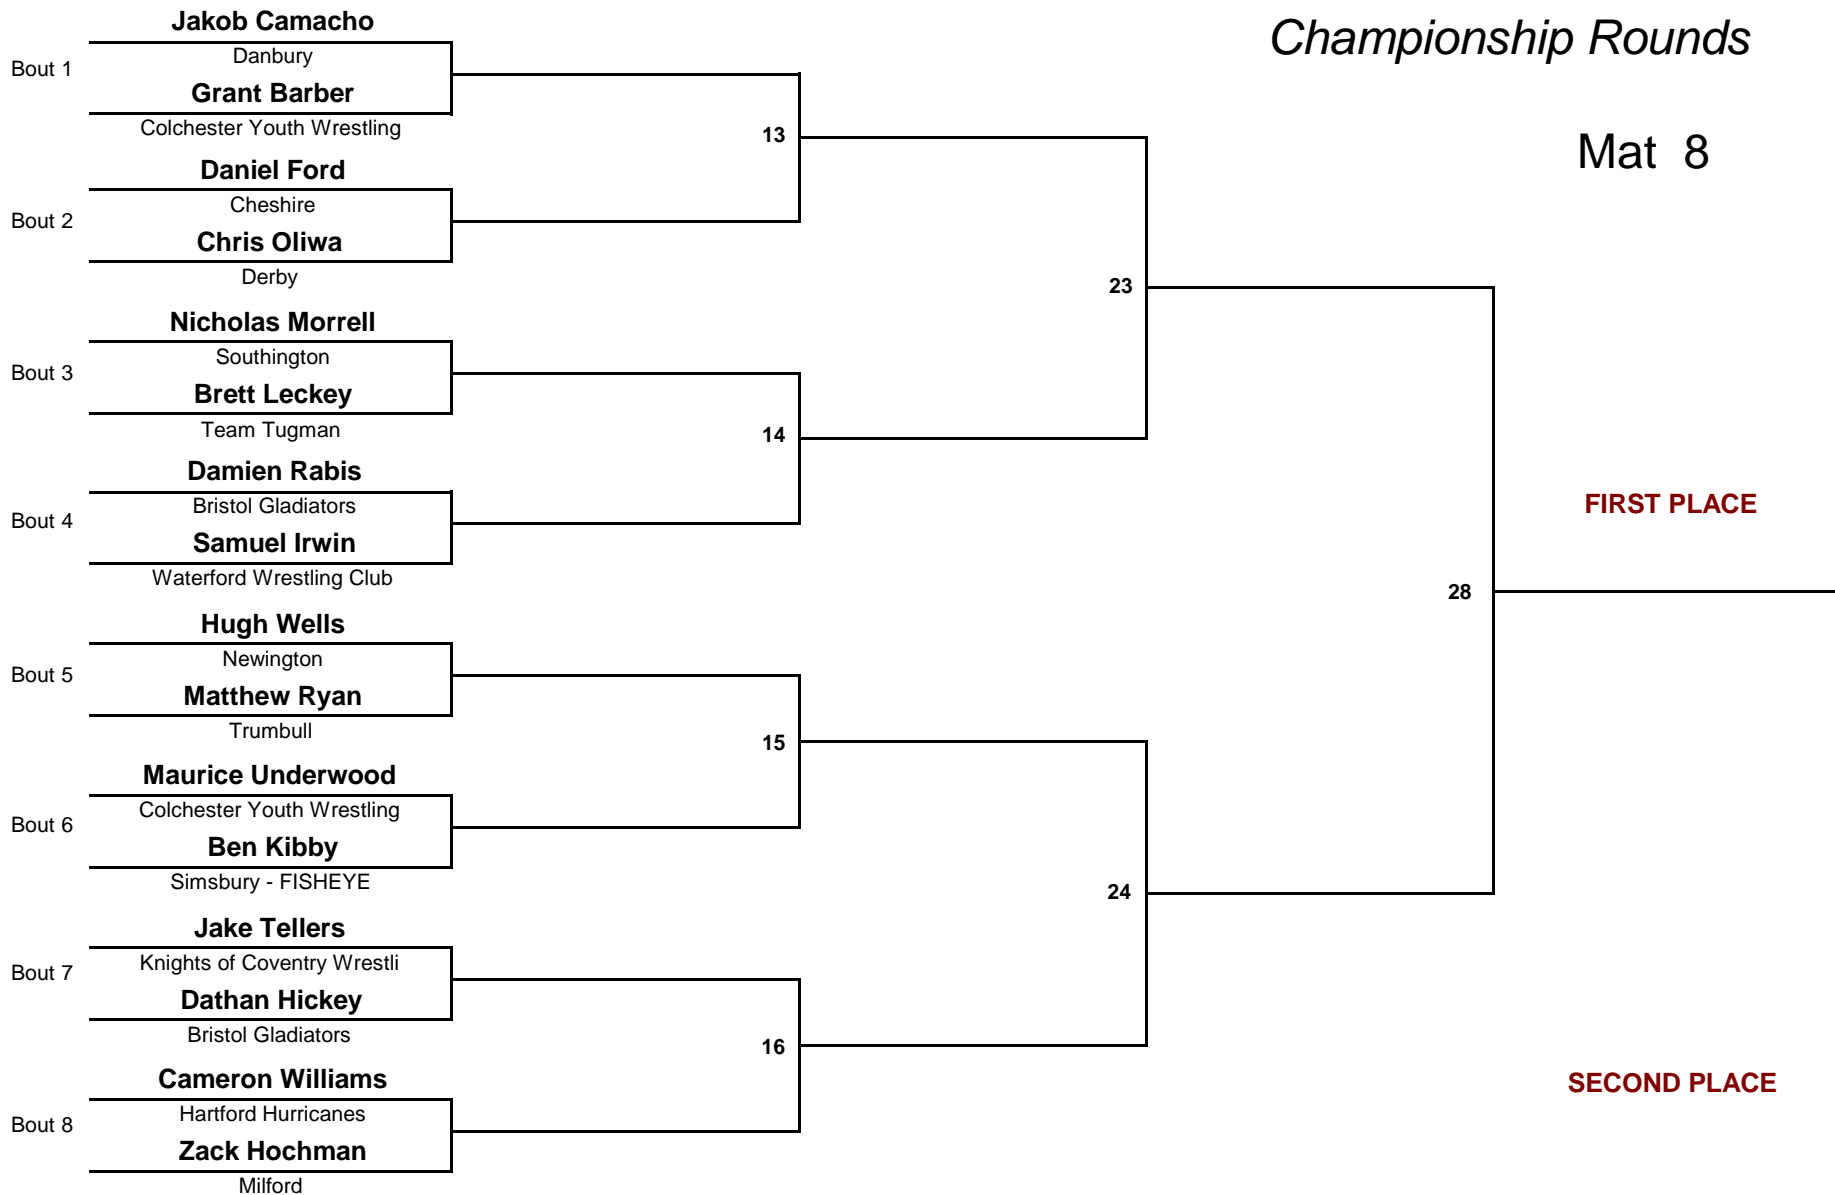 Championship Rounds
Mat 8
Jakob Camacho
Bout 1
Danbury
Grant Barber
Colchester Youth Wrestling
13
Daniel Ford
Bout 2
Cheshire
Chris Oliwa
Derby
23
Nicholas Morrell
Bout 3
Southington
Brett Leckey
Team Tugman
14
Damien Rabis
Bout 4
Bristol Gladiators
Samuel Irwin
Waterford Wrestling Club
FIRST PLACE
28
Hugh Wells
Bout 5
Newington
Matthew Ryan
Trumbull
15
Maurice Underwood
Bout 6
Colchester Youth Wrestling
Ben Kibby
Simsbury - FISHEYE
24
Jake Tellers
Bout 7
Knights of Coventry Wrestli
Dathan Hickey
Bristol Gladiators
16
Cameron Williams
Bout 8
Hartford Hurricanes
Zack Hochman
Milford
SECOND PLACE